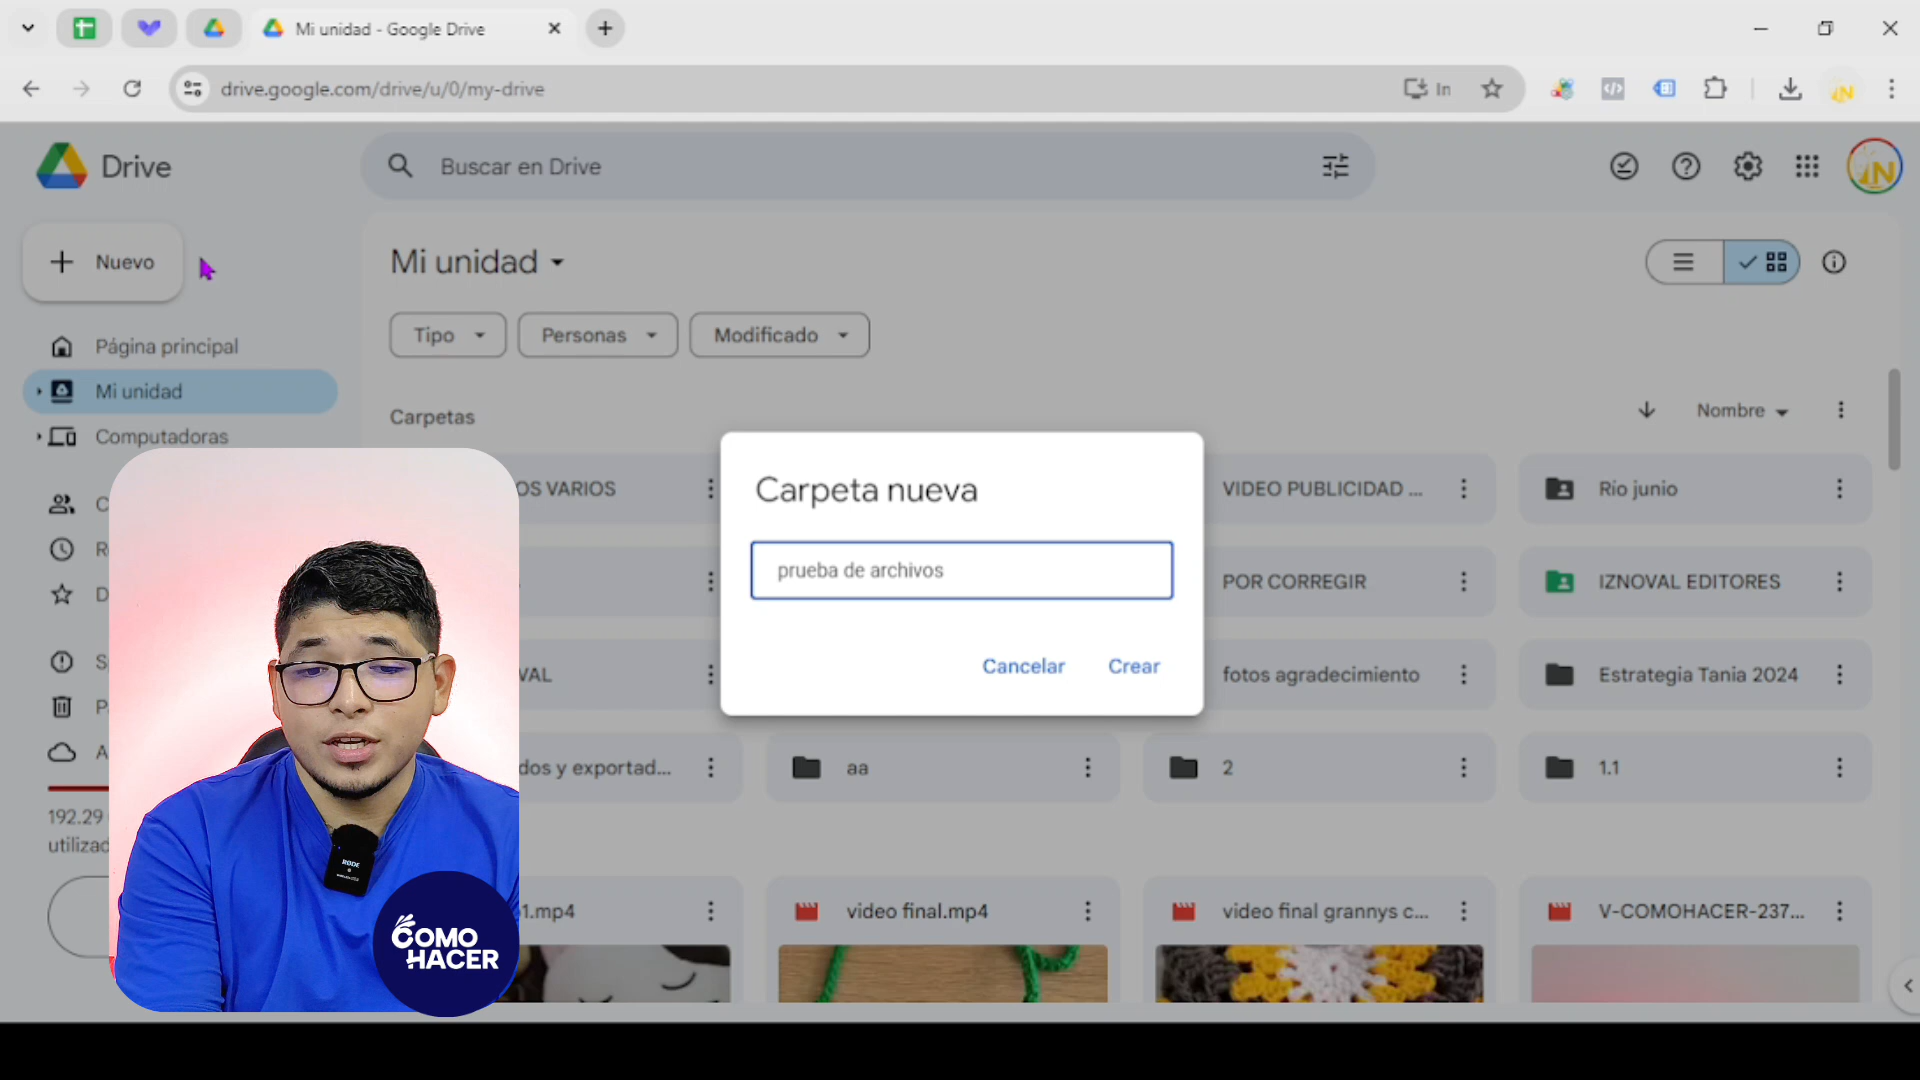 Mi unidad - Google Drive
drive.google.com/drive/u/0/my-drive
In
Drive
Buscar en Drive
Nuevo
Mi unidad
Tipo
Personas
Modificado
Página principal
Mi unidad
Computadoras
Carpetas
Nombre
OS VARIOS
VIDEO PUBLICIDAD ...
Río junio
Carpeta nueva
prueba de archivos
Cancelar
Crear
POR CORREGIR
IZNOVAL EDITORES
VAL
fotos agradecimiento
Estrategia Tania 2024
dos y exportad...
aa
2
1.1
C
R
D
S
P
A
192.29
utilizad
1.mp4
video final.mp4
video final grannys c...
V-COMOHACER-237...
RØDE
COMO
HACER